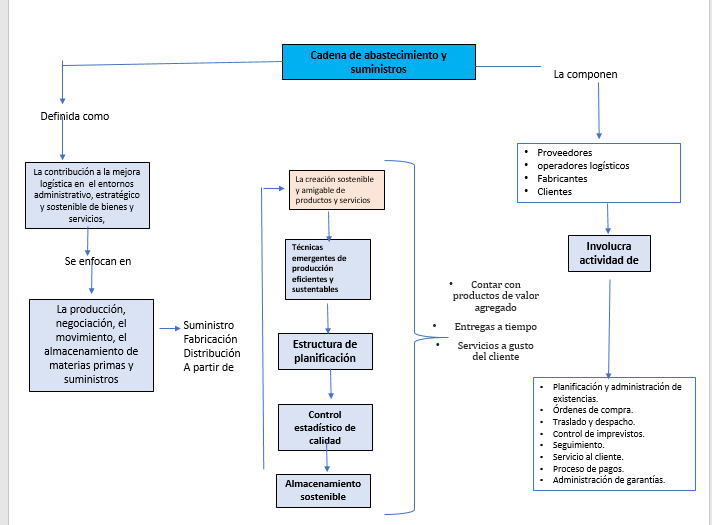 Cadena de abastecimiento y
suministros
La componen
Definida como
La contribución a la mejora
logística en el entornos
administrativo, estratégico
y sostenible de bienes y
servicios,
Se enfocan en
La producción,
negociación, el
movimiento, el
almacenamiento de
materias primas y
suministros
Suministro
Fabricación
Distribución
A partir de
La creación sostenible
y amigable de
productos y servicios
Técnicas
emergentes de
producción
eficientes y
sustentables
Estructura de
planificación
Control
estadístico de
calidad
Almacenamiento
sostenible
• Contar con
productos de valor
agregado
• Entregas a tiempo
• Servicios a gusto
del cliente
• Proveedores
• operadores logísticos
• Fabricantes
• Clientes
Involucra
actividad de
• Planificación y administración de
existencias.
• Órdenes de compra.
• Traslado y despacho.
• Control de imprevistos.
• Seguimiento.
• Servicio al cliente.
• Proceso de pagos.
• Administración de garantías.